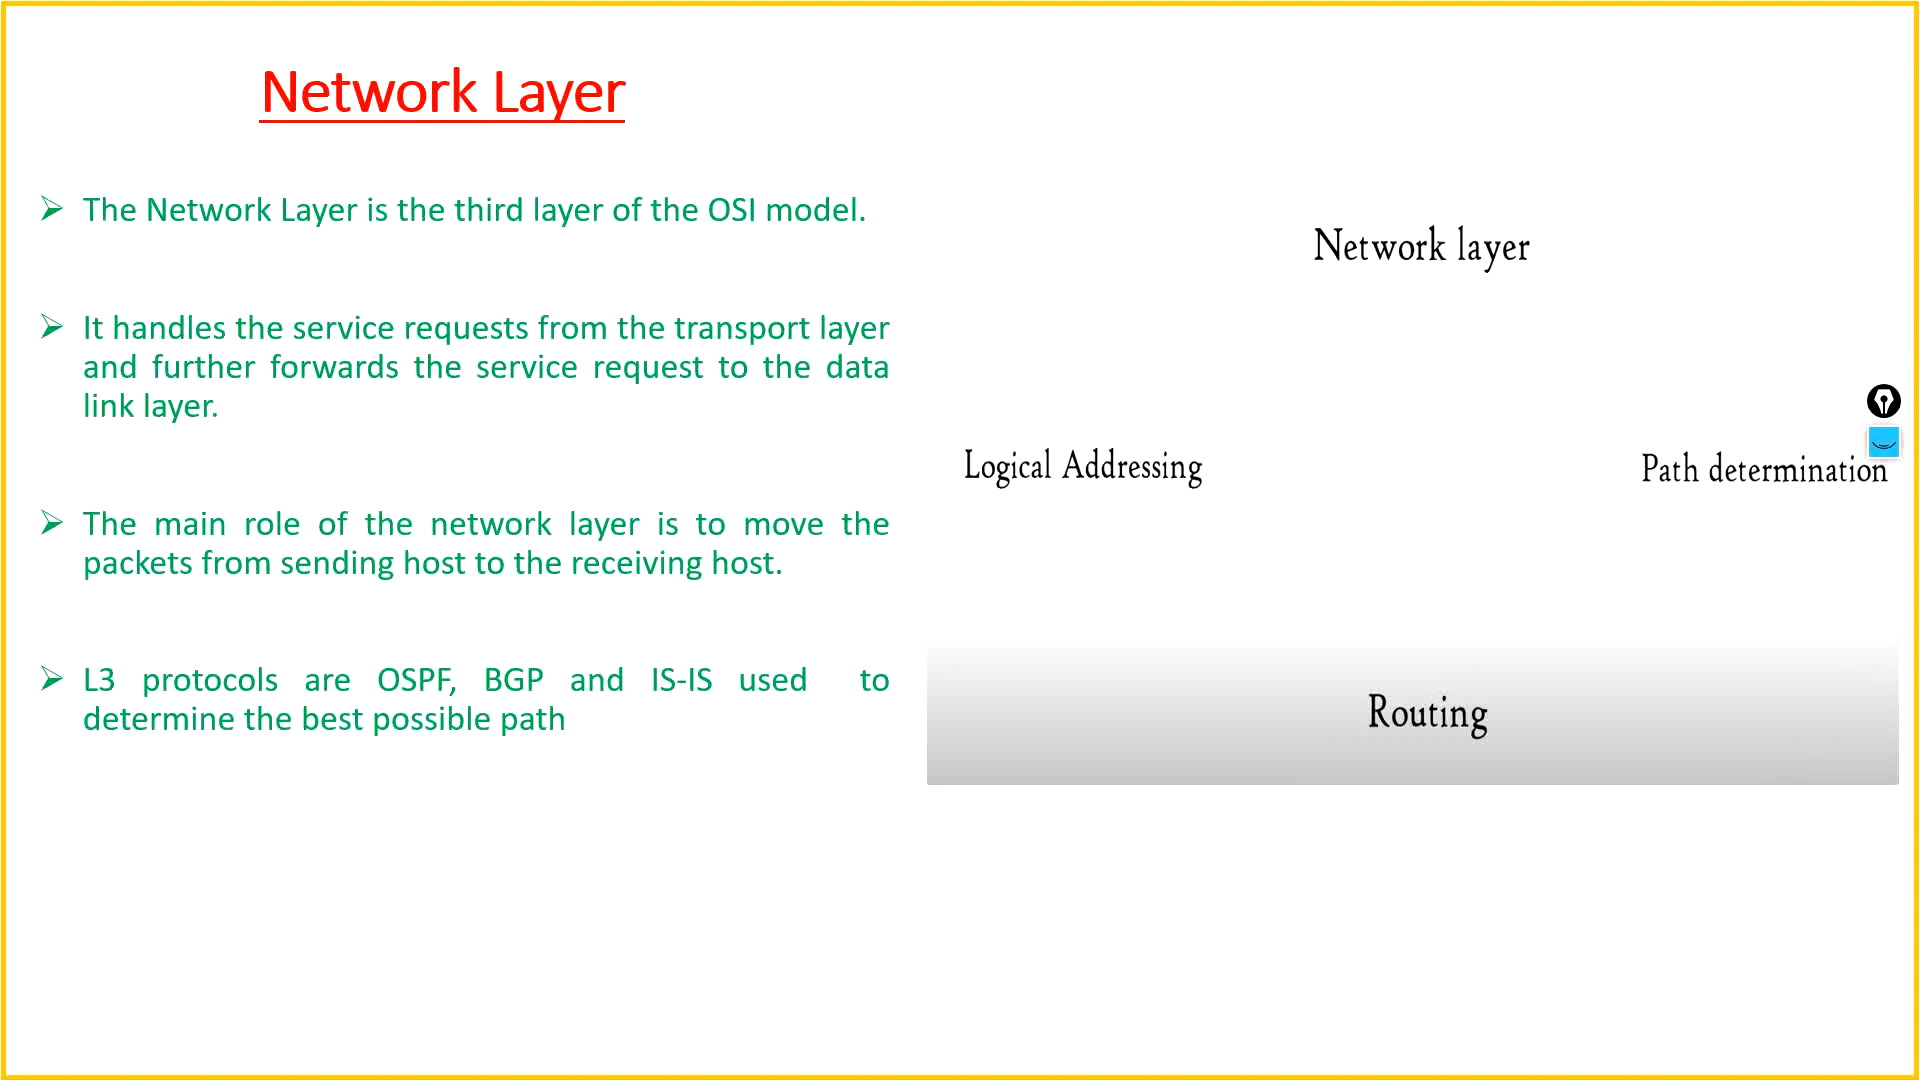 Network Layer
The Network Layer is the third layer of the OSI model.
It handles the service requests from the transport layer
and further forwards the service request to the data
link layer.
The main role of the network layer is to move the
packets from sending host to the receiving host.
L3 protocols are OSPF, BGP and IS-IS used to
determine the best possible path
Network layer
Logical Addressing
Path determination
Routing